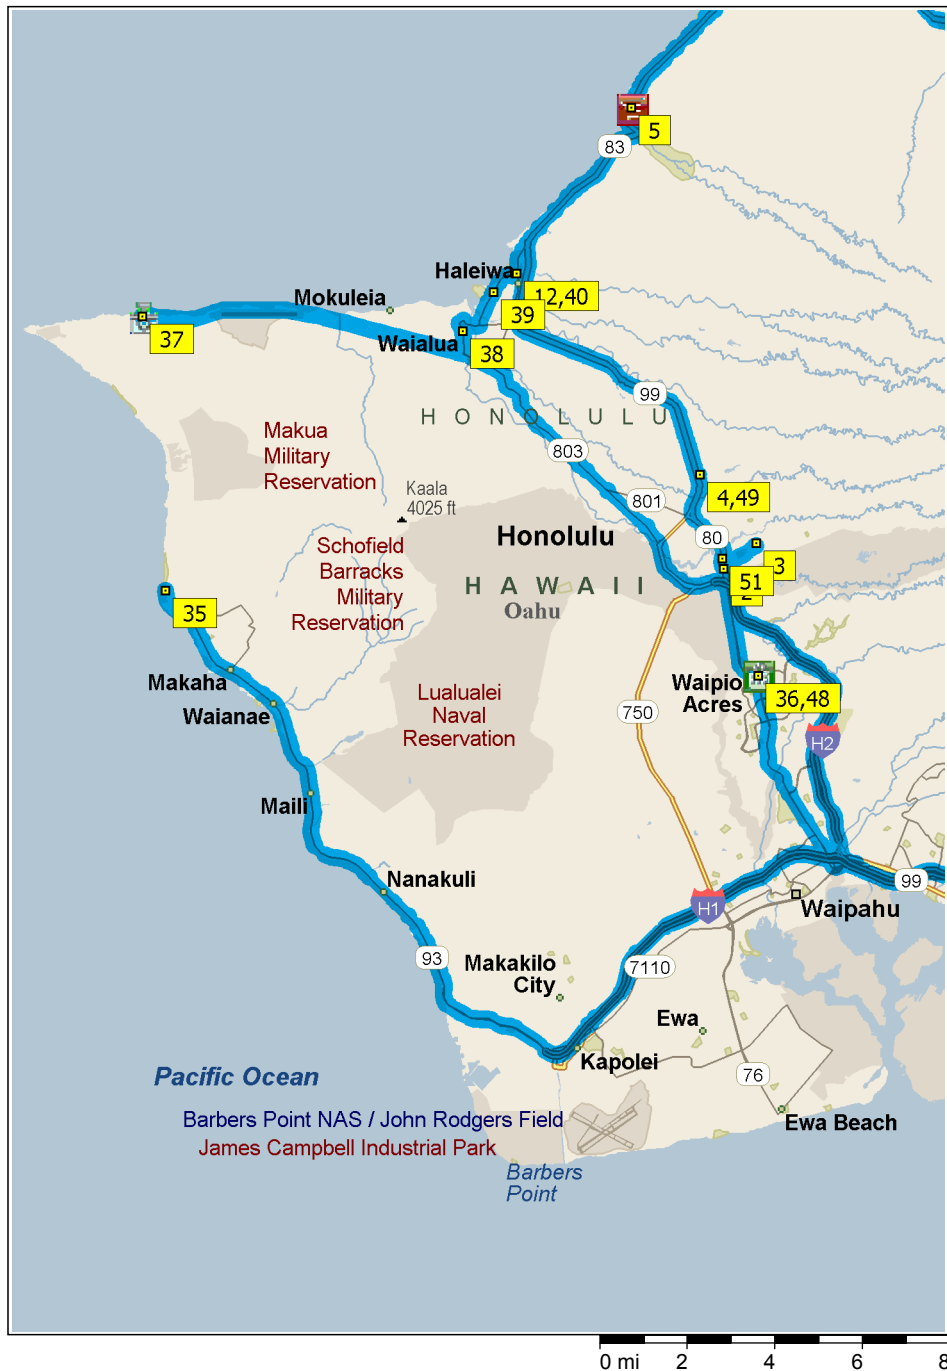 5
83
Haleiwa
12,40
Mokuleia
39
37
Waialua
38
99
H O N O L U L U
803
Makua
Military
Reservation
Kaala
4025 ft
801
4,49
Honolulu
80
Schofield
Barracks
Military
Reservation
H A W A I I
Oahu
3
51
2
35
Makaha
Waianae
Lualualei
Naval
Reservation
Waipio
Acres
36,48
750
H2
Maili
Nanakuli
99
H1
Waipahu
93
Makakilo
City
7110
Ewa
Kapolei
76
Pacific Ocean
Barbers Point NAS / John Rodgers Field
Ewa Beach
James Campbell Industrial Park
Barbers
Point
0 mi 2 4 6 8